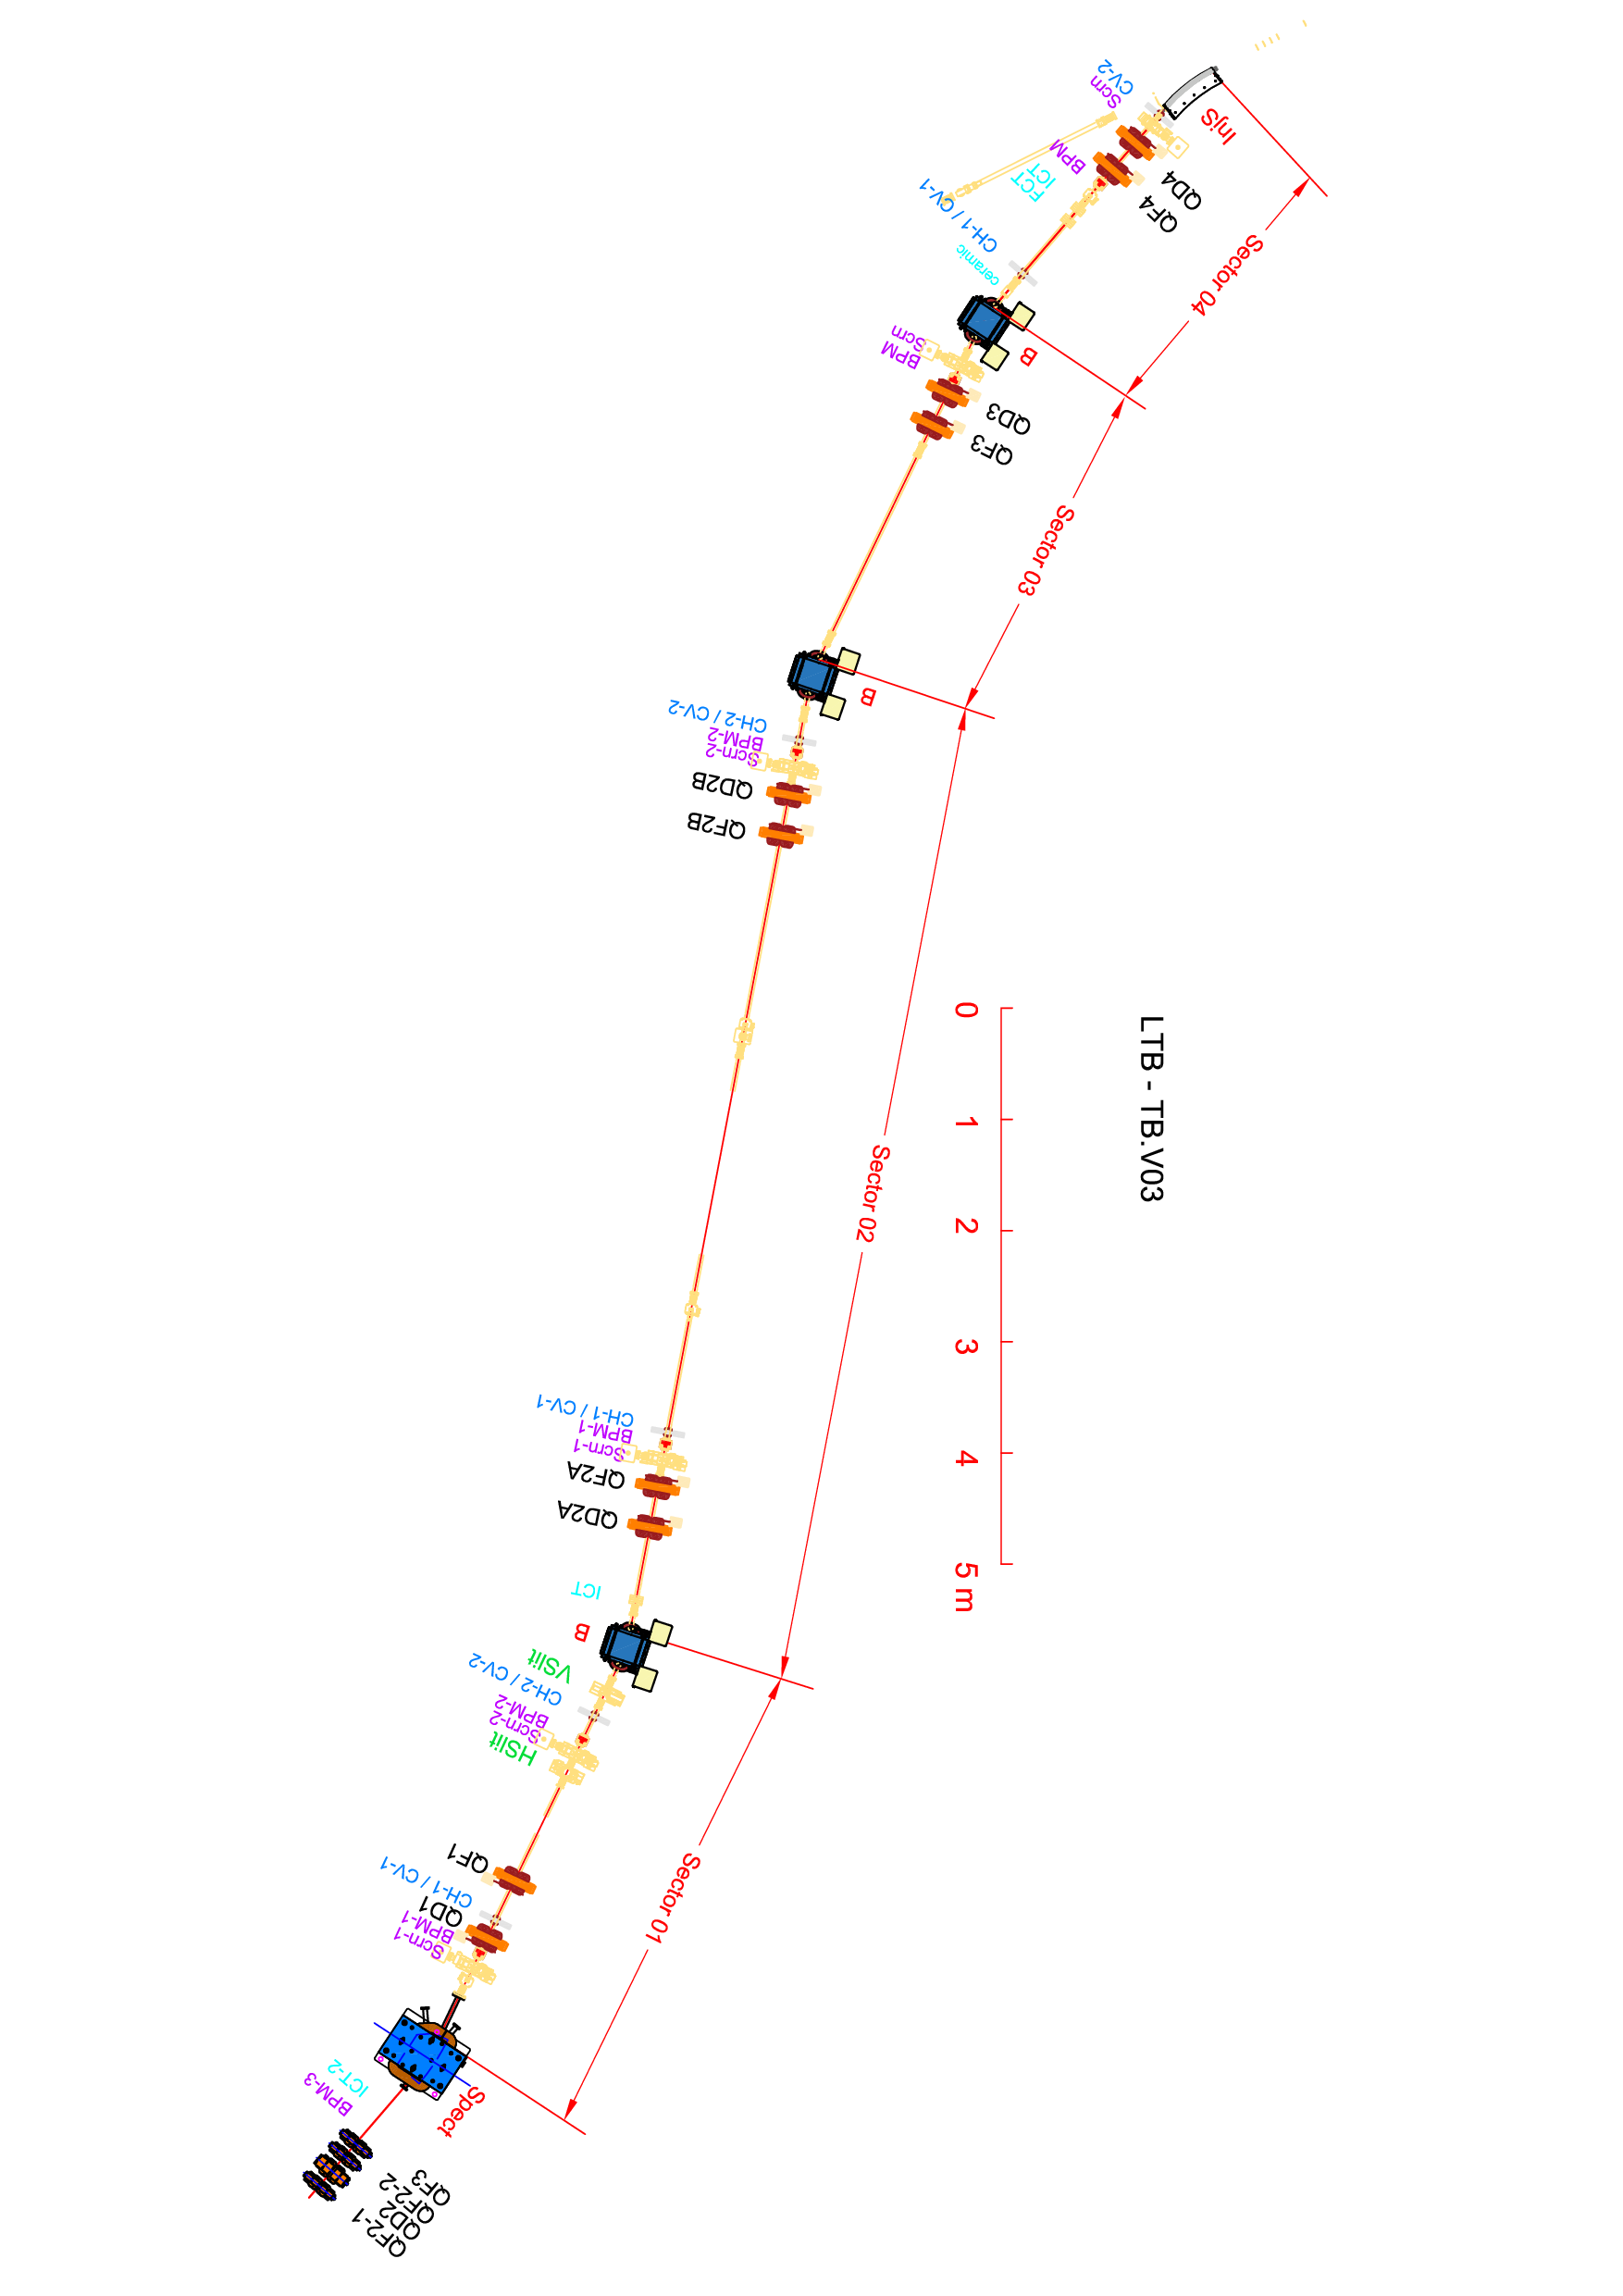 CV-2
Scrn
InjS
BPM
FCT
ICT
QD4
QF4
CH-1 / CV-1
ceramic
Sector 04
B
Scrn
BPM
QD3
QF3
Sector 03
B
CH-2 / CV-2
BPM-2
Scrn-2
QD2B
QF2B
LTB - TB.V03
0
1
2
3
4
5 m
Sector 02
CH-1 / CV-1
BPM-1
Scrn-1
QF2A
QD2A
ICT
B
VSlit
CH-2 / CV-2
BPM-2
Scrn-2
HSlit
QF1
CH-1 / CV-1
QD1
BPM-1
Scrn-1
Sector 01
Spect
ICT-2
BPM-3
QF3
QF2-2
QD2
QF2-1